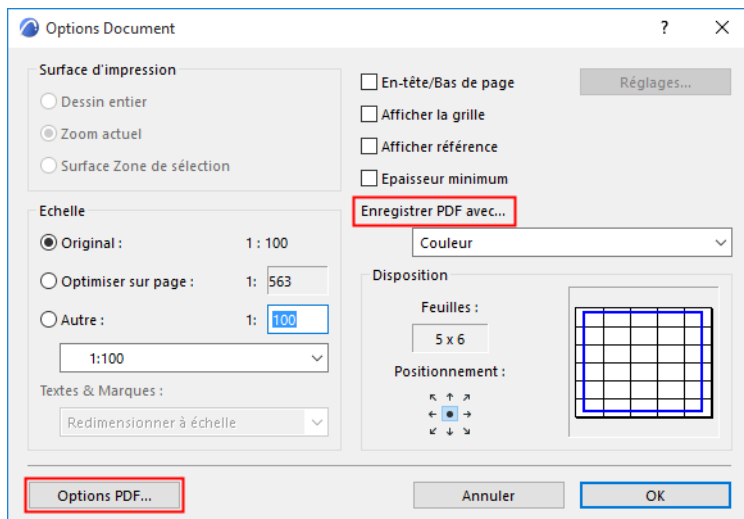 Options Document
?
Surface d'impression
Dessin entier
Zoom actuel
Surface Zone de sélection
En-tête/Bas de page
Réglages...
Afficher la grille
Afficher référence
Epaisseur minimum
Echelle
Original :
1 : 100
Optimiser sur page :
1: 563
Autre :
1: 100
1:100
Textes & Marques :
Redimensionner à échelle
Enregistrer PDF avec...
Couleur
Disposition
Feuilles :
5 x 6
Positionnement :
Options PDF...
Annuler
OK